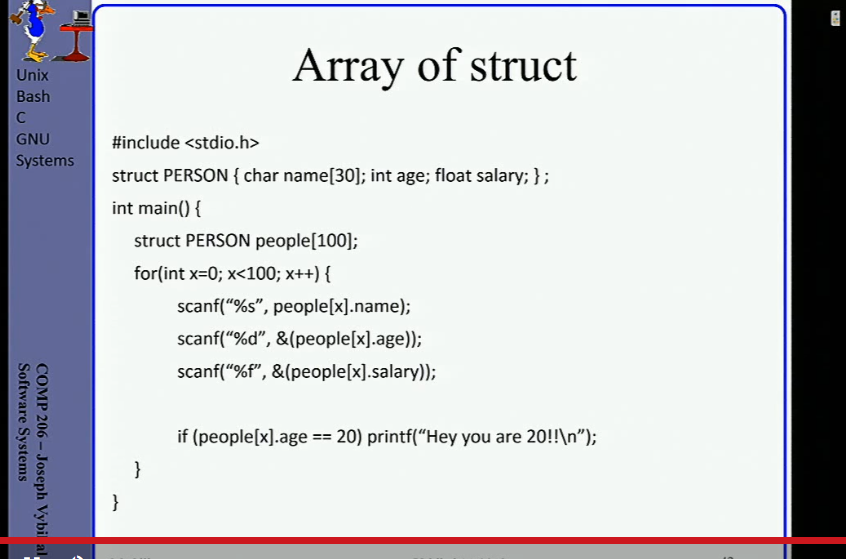 Array of struct
Unix
Bash
C
GNU
Systems
#include <stdio.h>
struct PERSON { char name[30]; int age; float salary; } ;
int main() {
struct PERSON people[100];
for(int x=0; x<100; x++) {
scanf(“%s”, people[x].name);
scanf(“%d”, &(people[x].age));
scanf(“%f”, &(people[x].salary));
if (people[x].age == 20) printf(“Hey you are 20!!\n”);
}
}
COMP 206 – Joseph
Software Systems